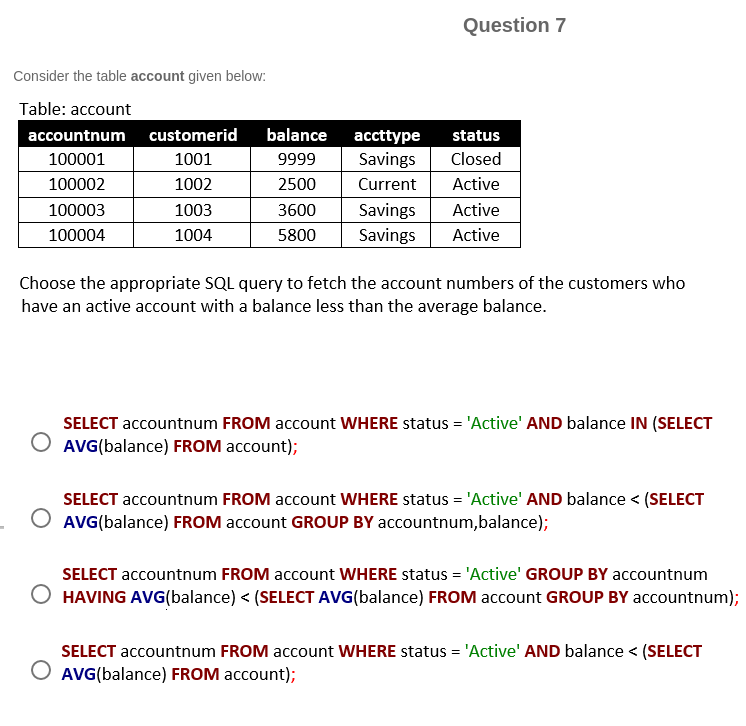 Question 7
Consider the table account given below:
Table: account
accountnum customerid balance accttype status
100001 1001 9999 Savings Closed
100002 1002 2500 Current Active
100003 1003 3600 Savings Active
100004 1004 5800 Savings Active
Choose the appropriate SQL query to fetch the account numbers of the customers who
have an active account with a balance less than the average balance.
SELECT accountnum FROM account WHERE status = 'Active' AND balance IN (SELECT
AVG(balance) FROM account);
SELECT accountnum FROM account WHERE status = 'Active' AND balance < (SELECT
AVG(balance) FROM account GROUP BY accountnum,balance);
SELECT accountnum FROM account WHERE status = 'Active' GROUP BY accountnum
HAVING AVG(balance) < (SELECT AVG(balance) FROM account GROUP BY accountnum);
SELECT accountnum FROM account WHERE status = 'Active' AND balance < (SELECT
AVG(balance) FROM account);